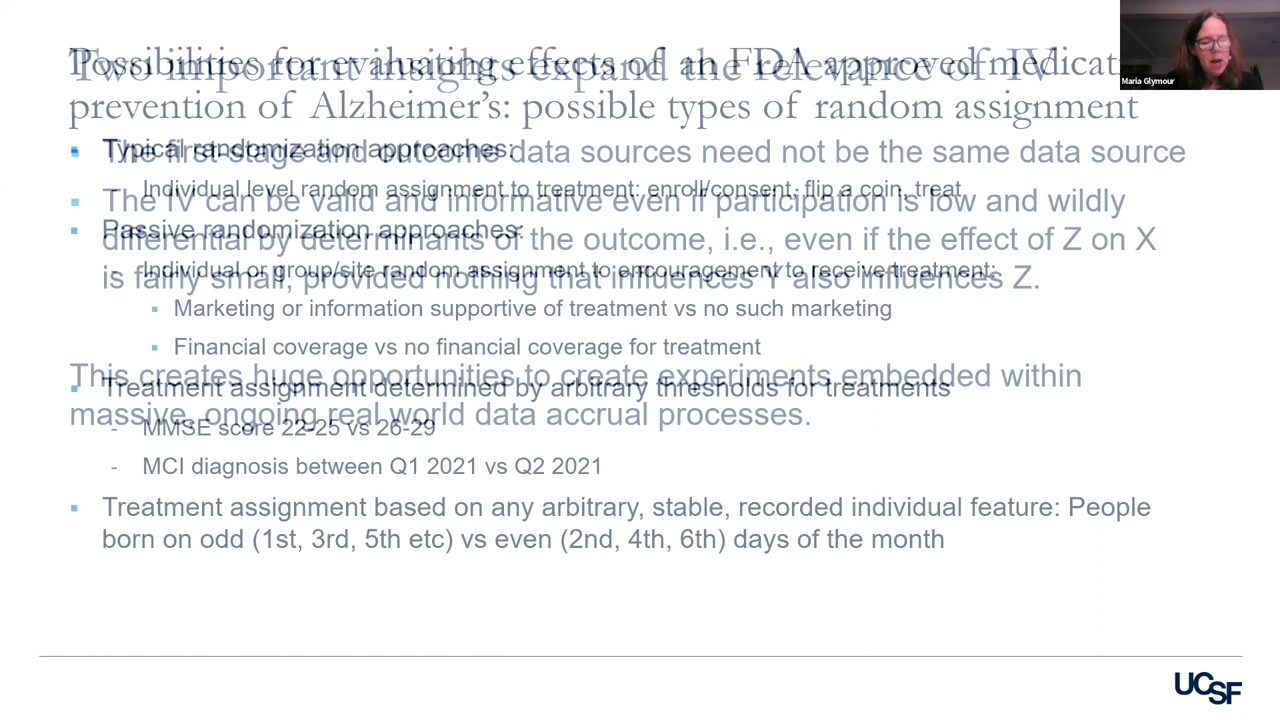 Two important insights expand the relevance of IV
Possibilities for evaluating effects of an FDA approved medicat
prevention of Alzheimer's: possible types of random assignment
Maria Glymour
▪ The first stage and outcome data sources need not be the same data source
▪ Typical randomization approaches:
- Individual level random assignment to treatment: enroll/consent, flip a coin, treat
▪ The IV can be valid and informative even if participation is low and wildly
differential by determinants of the outcome, i.e., even if the effect of Z on X
is fairly small, provided nothing that influences Y also influences Z.
▪ Passive randomization approaches:
- Individual or group/site random assignment to encouragement to receive treatment:
▪ Marketing or information supportive of treatment vs no such marketing
▪ Financial coverage vs no financial coverage for treatment
This creates huge opportunities to create experiments embedded within
massive, ongoing real world data accrual processes.
▪ Treatment assignment determined by arbitrary thresholds for treatments
- MMSE score 22-25 vs 26-29
- MCI diagnosis between Q1 2021 vs Q2 2021
▪ Treatment assignment based on any arbitrary, stable, recorded individual feature: People
born on odd (1st, 3rd, 5th etc) vs even (2nd, 4th, 6th) days of the month
UCSF